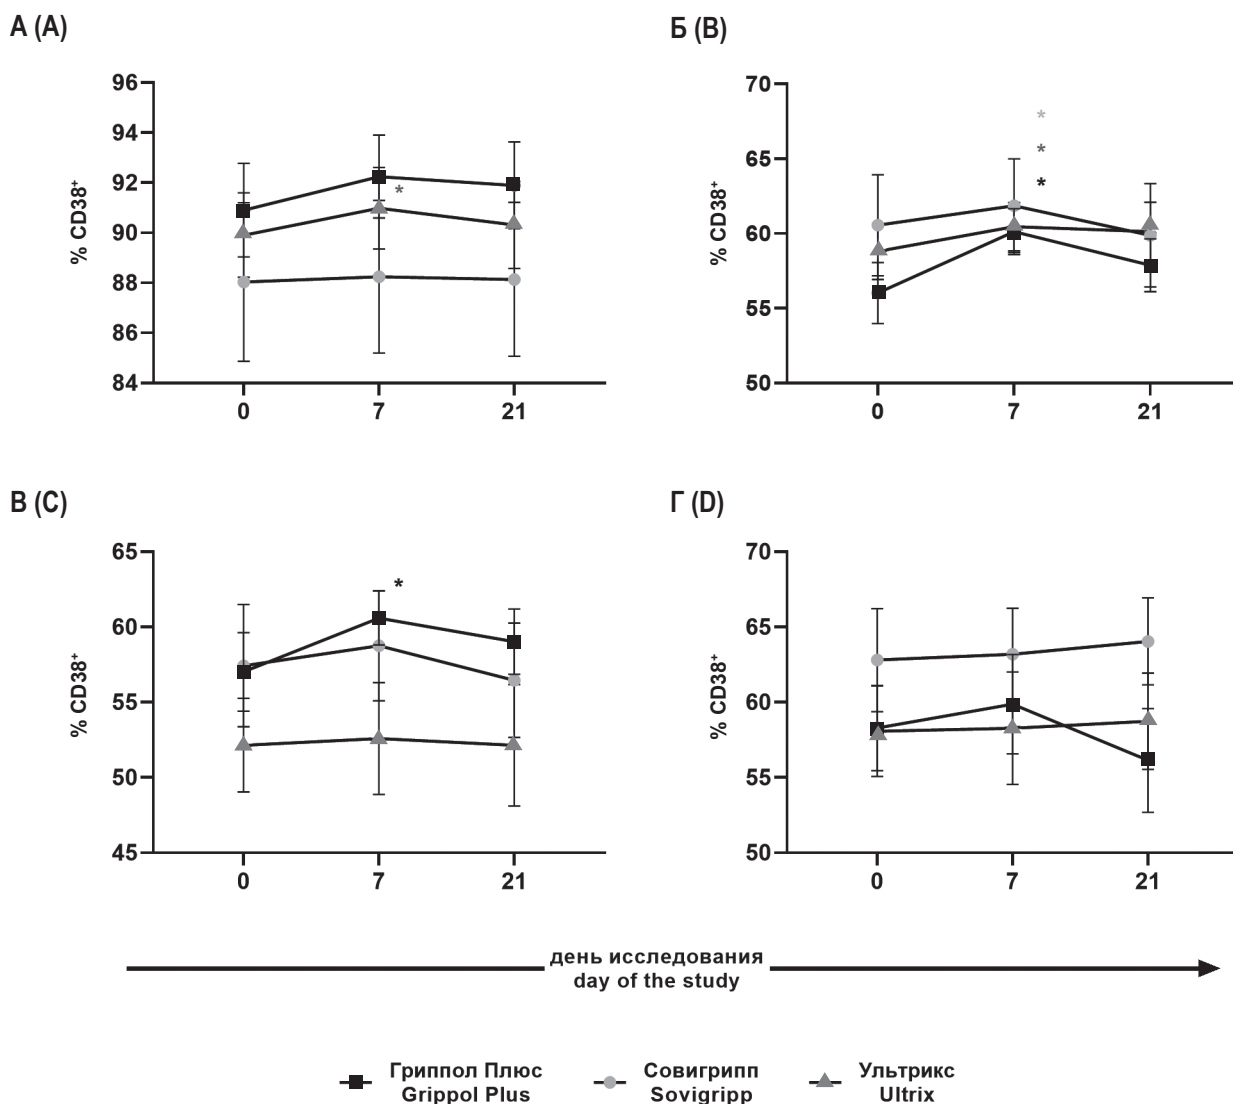 А (A)
96
94
92
90
88
86
84
% CD38⁺
*
0 7 21
Б (B)
70
65
60
55
50
% CD38⁺
*
*
*
0 7 21
В (C)
65
60
55
50
45
% CD38⁺
*
0 7 21
Г (D)
70
65
60
55
50
% CD38⁺
0 7 21
день исследования
day of the study
Гриппол Плюс
Grippol Plus
Совигрипп
Sovigripp
Ультрикс
Ultrix